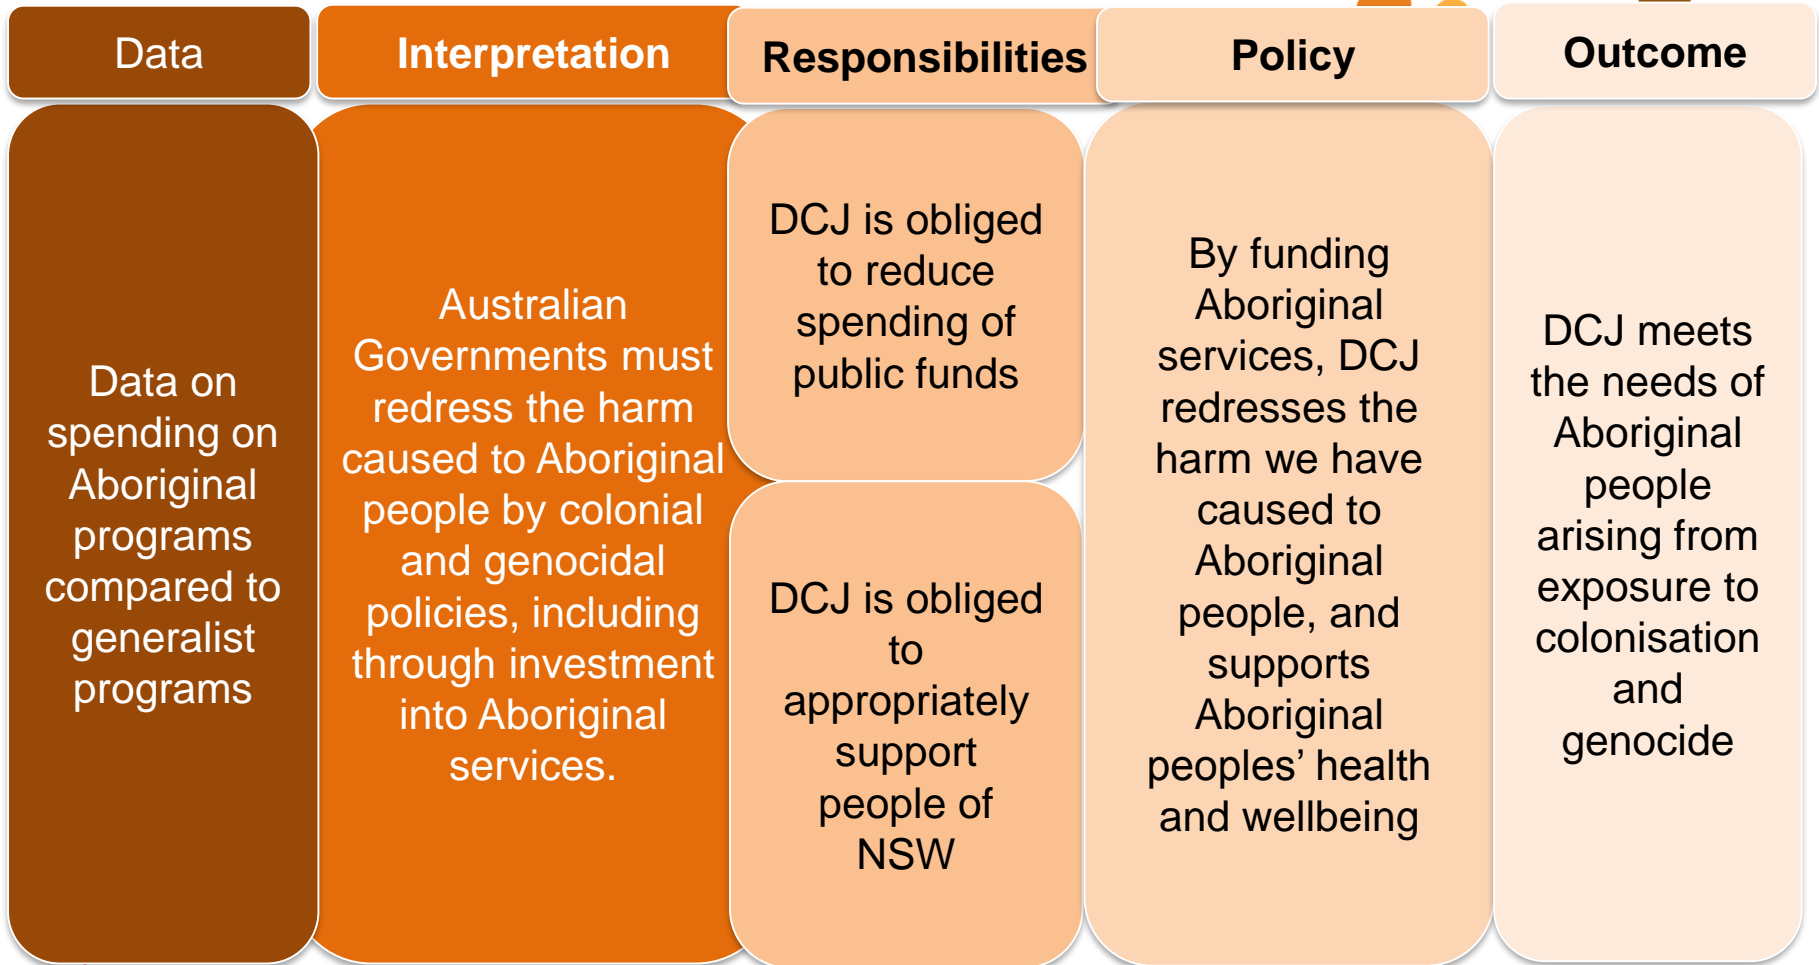 Data
Interpretation
Responsibilities
Policy
Outcome
Data on
spending on
Aboriginal
programs
compared to
generalist
programs
Australian
Governments must
redress the harm
caused to Aboriginal
people by colonial
and genocidal
policies, including
through investment
into Aboriginal
services.
DCJ is obliged
to reduce
spending of
public funds
DCJ is obliged
to
appropriately
support
people of
NSW
By funding
Aboriginal
services, DCJ
redresses the
harm we have
caused to
Aboriginal
people, and
supports
Aboriginal
peoples’ health
and wellbeing
DCJ meets
the needs of
Aboriginal
people
arising from
exposure to
colonisation
and
genocide